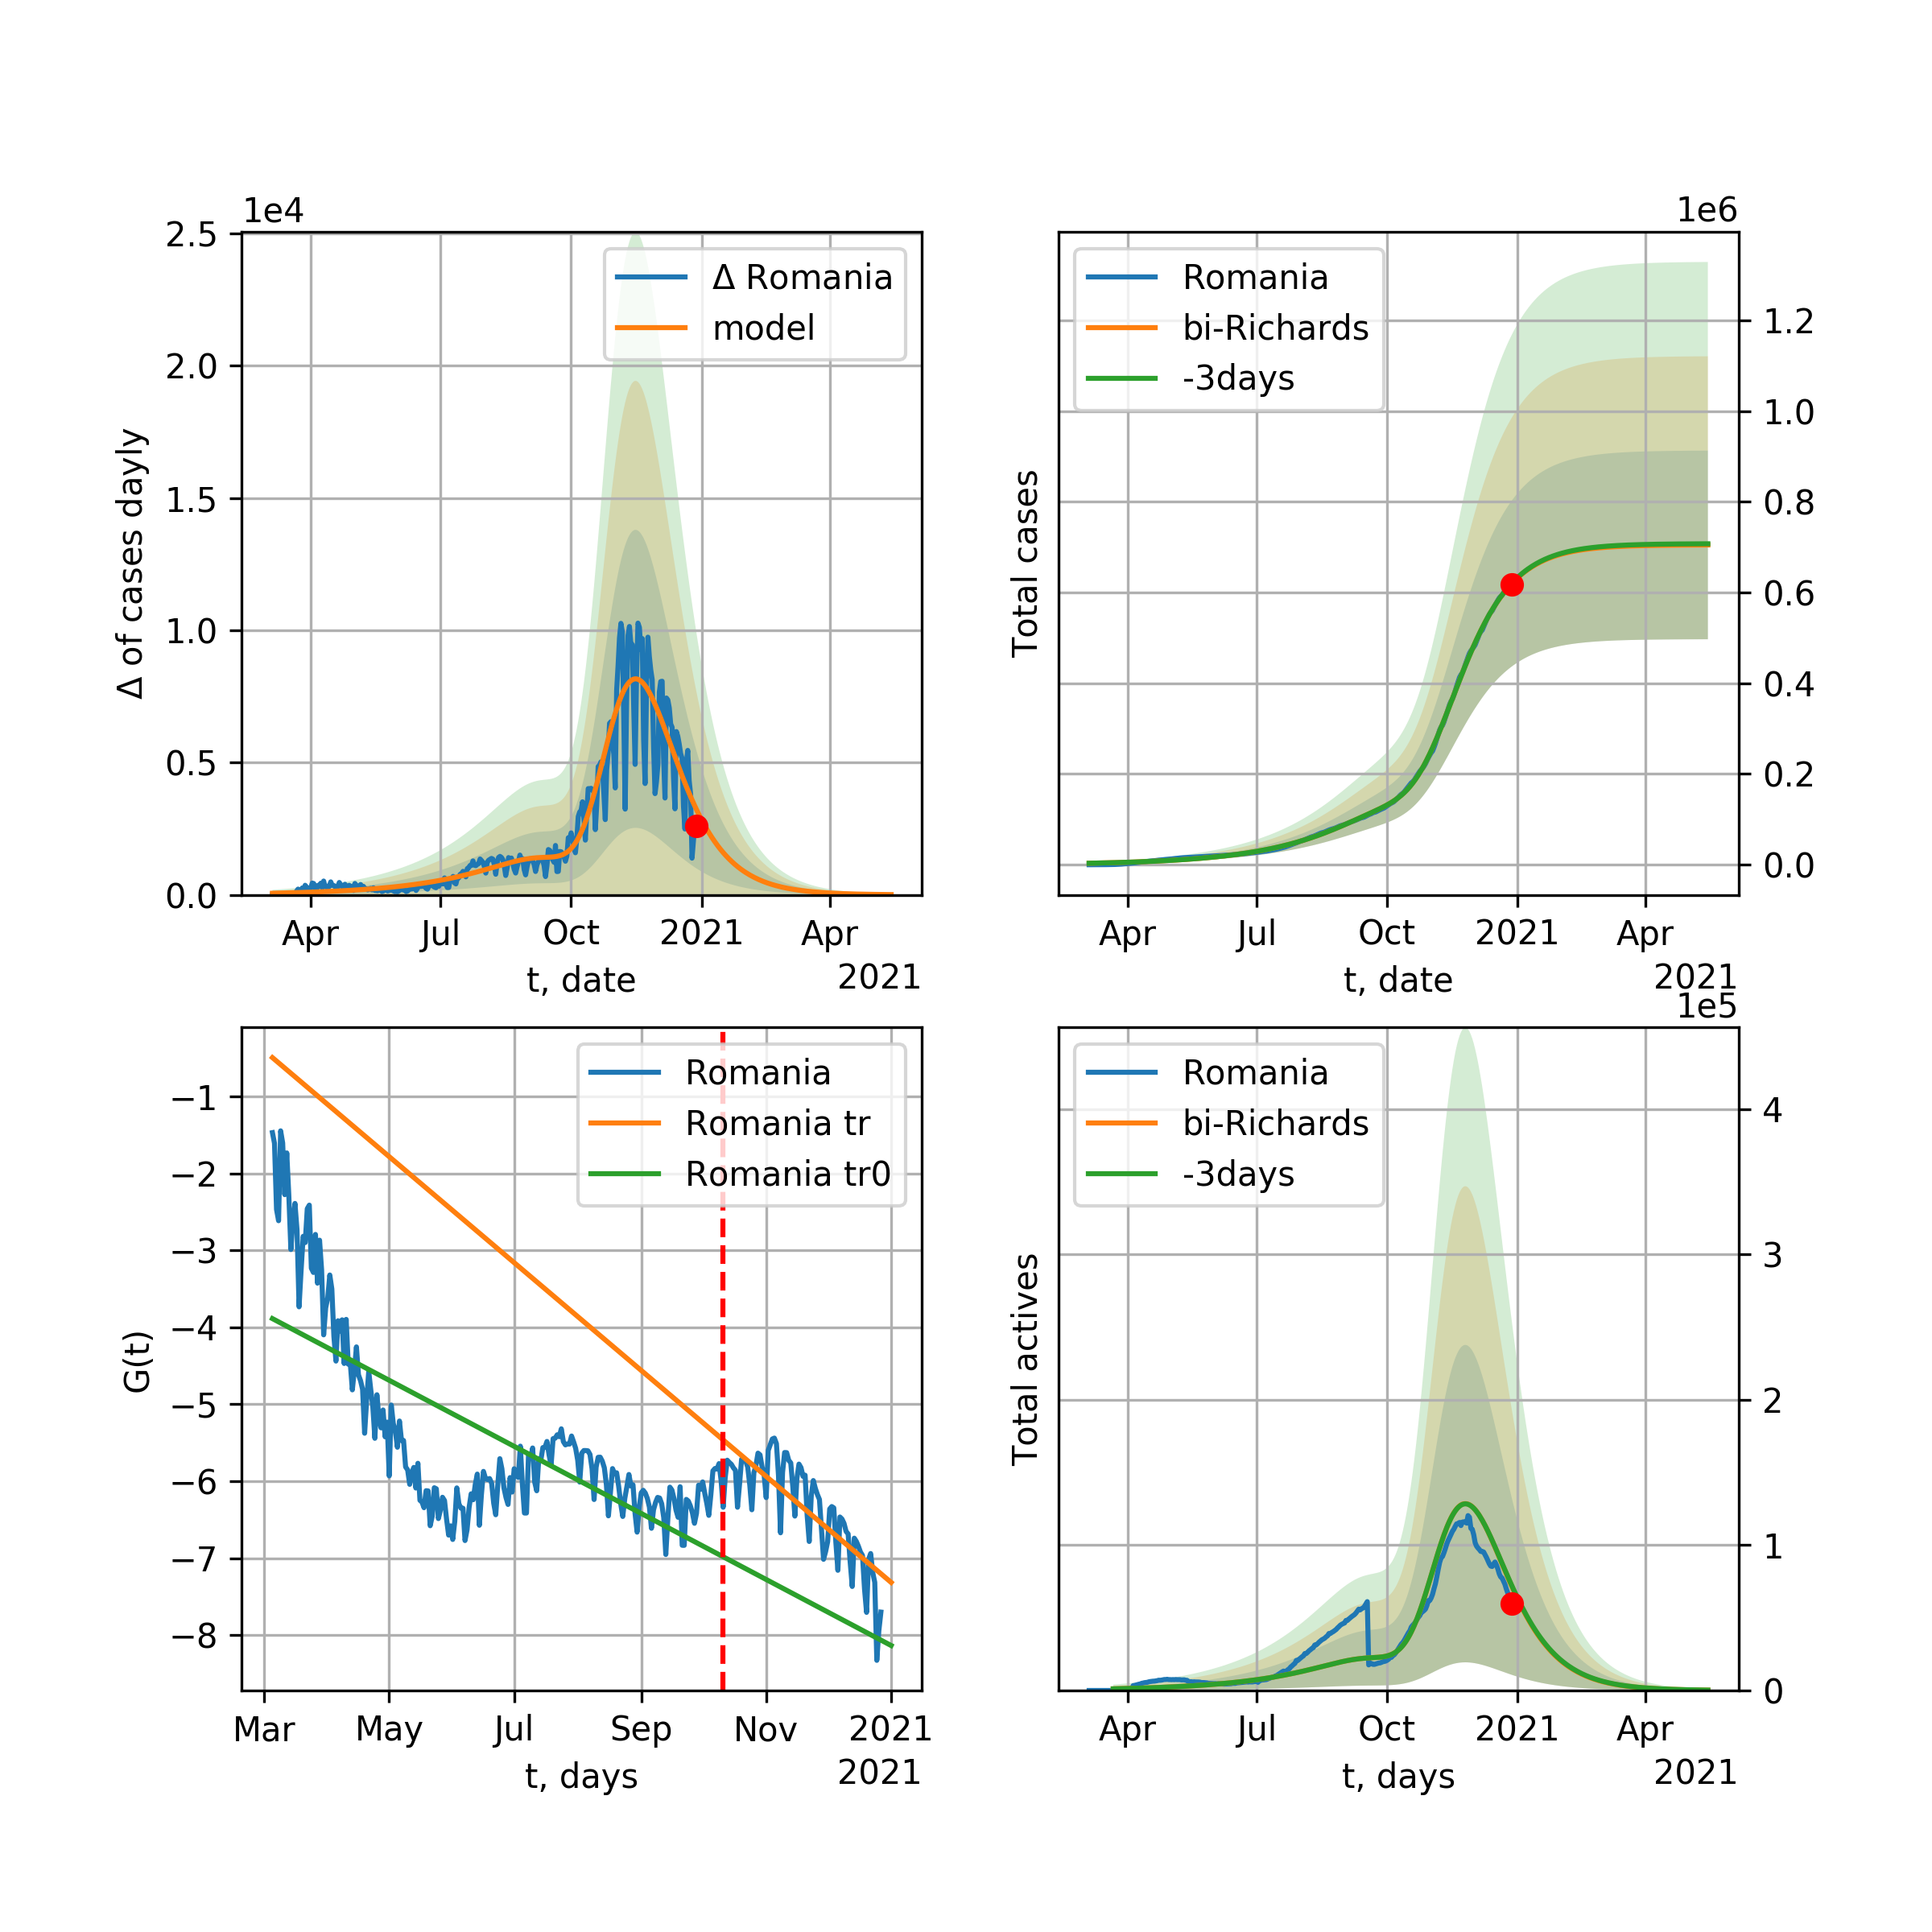 1e4
2.5
2.0
1.5
1.0
0.5
0.0
Δ of cases dayly
Δ Romania
model
Apr
Jul
Oct
2021
Apr
t, date
2021
1e6
Romania
bi-Richards
-3days
Total cases
1.2
1.0
0.8
0.6
0.4
0.2
0.0
Apr
Jul
Oct
2021
Apr
t, date
2021
−1
−2
−3
−4
−5
−6
−7
−8
G(t)
Romania
Romania tr
Romania tr0
Mar
May
Jul
Sep
Nov
2021
t, days
2021
1e5
Romania
bi-Richards
-3days
Total actives
4
3
2
1
0
Apr
Jul
Oct
2021
Apr
t, days
2021